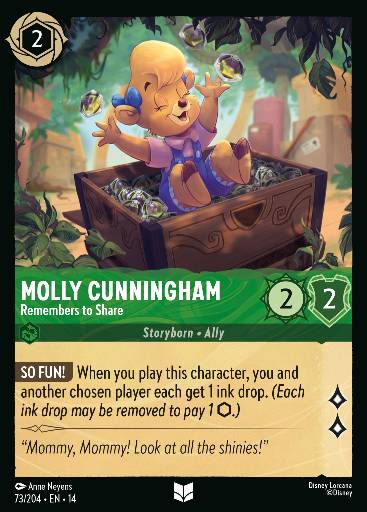 2
MOLLY CUNNINGHAM
Remembers to Share
2
2
Storyborn • Ally
SO FUN! When you play this character, you and
another chosen player each get 1 ink drop. (Each
ink drop may be removed to pay 1 ⬡.)
“Mommy, Mommy! Look at all the shinies!”
Anne Neyens
73/204 • EN • 14
Disney Lorcana
©Disney